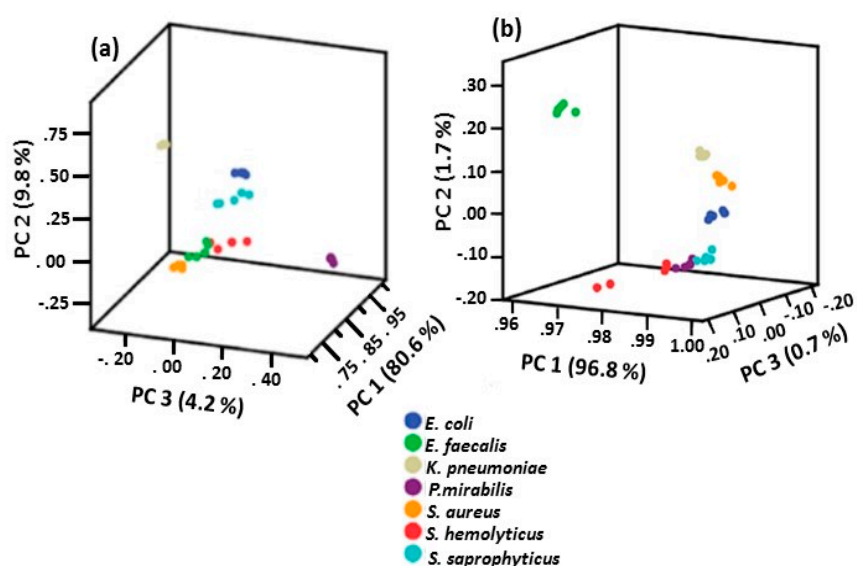 (a)
PC 2 (9.8 %)
.75
.50
.25
.00
-.25
-.20
.00
.20
.40
PC 3 (4.2 %)
.75
.85
.95
PC 1 (80.6 %)
(b)
PC 2 (1.7 %)
.30
.20
.10
.00
-.10
-.20
.96
.97
.98
.99
1.00
PC 1 (96.8 %)
.20
.10
.00
-.10
-.20
PC 3 (0.7 %)
E. coli
E. faecalis
K. pneumoniae
P.mirabilis
S. aureus
S. hemolyticus
S. saprophyticus